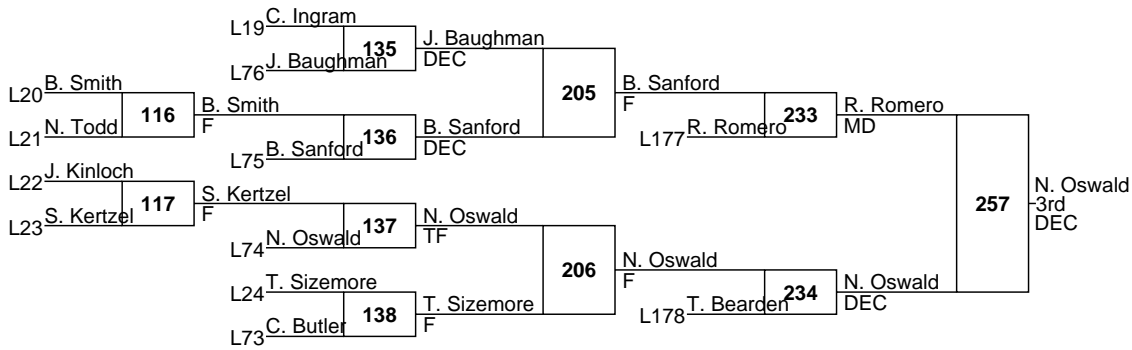 L19 C. Ingram
135
J. Baughman
DEC
L76 J. Baughman
L20 B. Smith
116
B. Smith
F
L21 N. Todd
136
B. Sanford
DEC
L75 B. Sanford
205
B. Sanford
F
L177 R. Romero
233
R. Romero
MD
L22 J. Kinloch
117
S. Kertzel
F
L23 S. Kertzel
137
N. Oswald
TF
L74 N. Oswald
L24 T. Sizemore
138
T. Sizemore
F
L73 C. Butler
206
N. Oswald
F
L178 T. Bearden
234
N. Oswald
DEC
257
N. Oswald
3rd
DEC